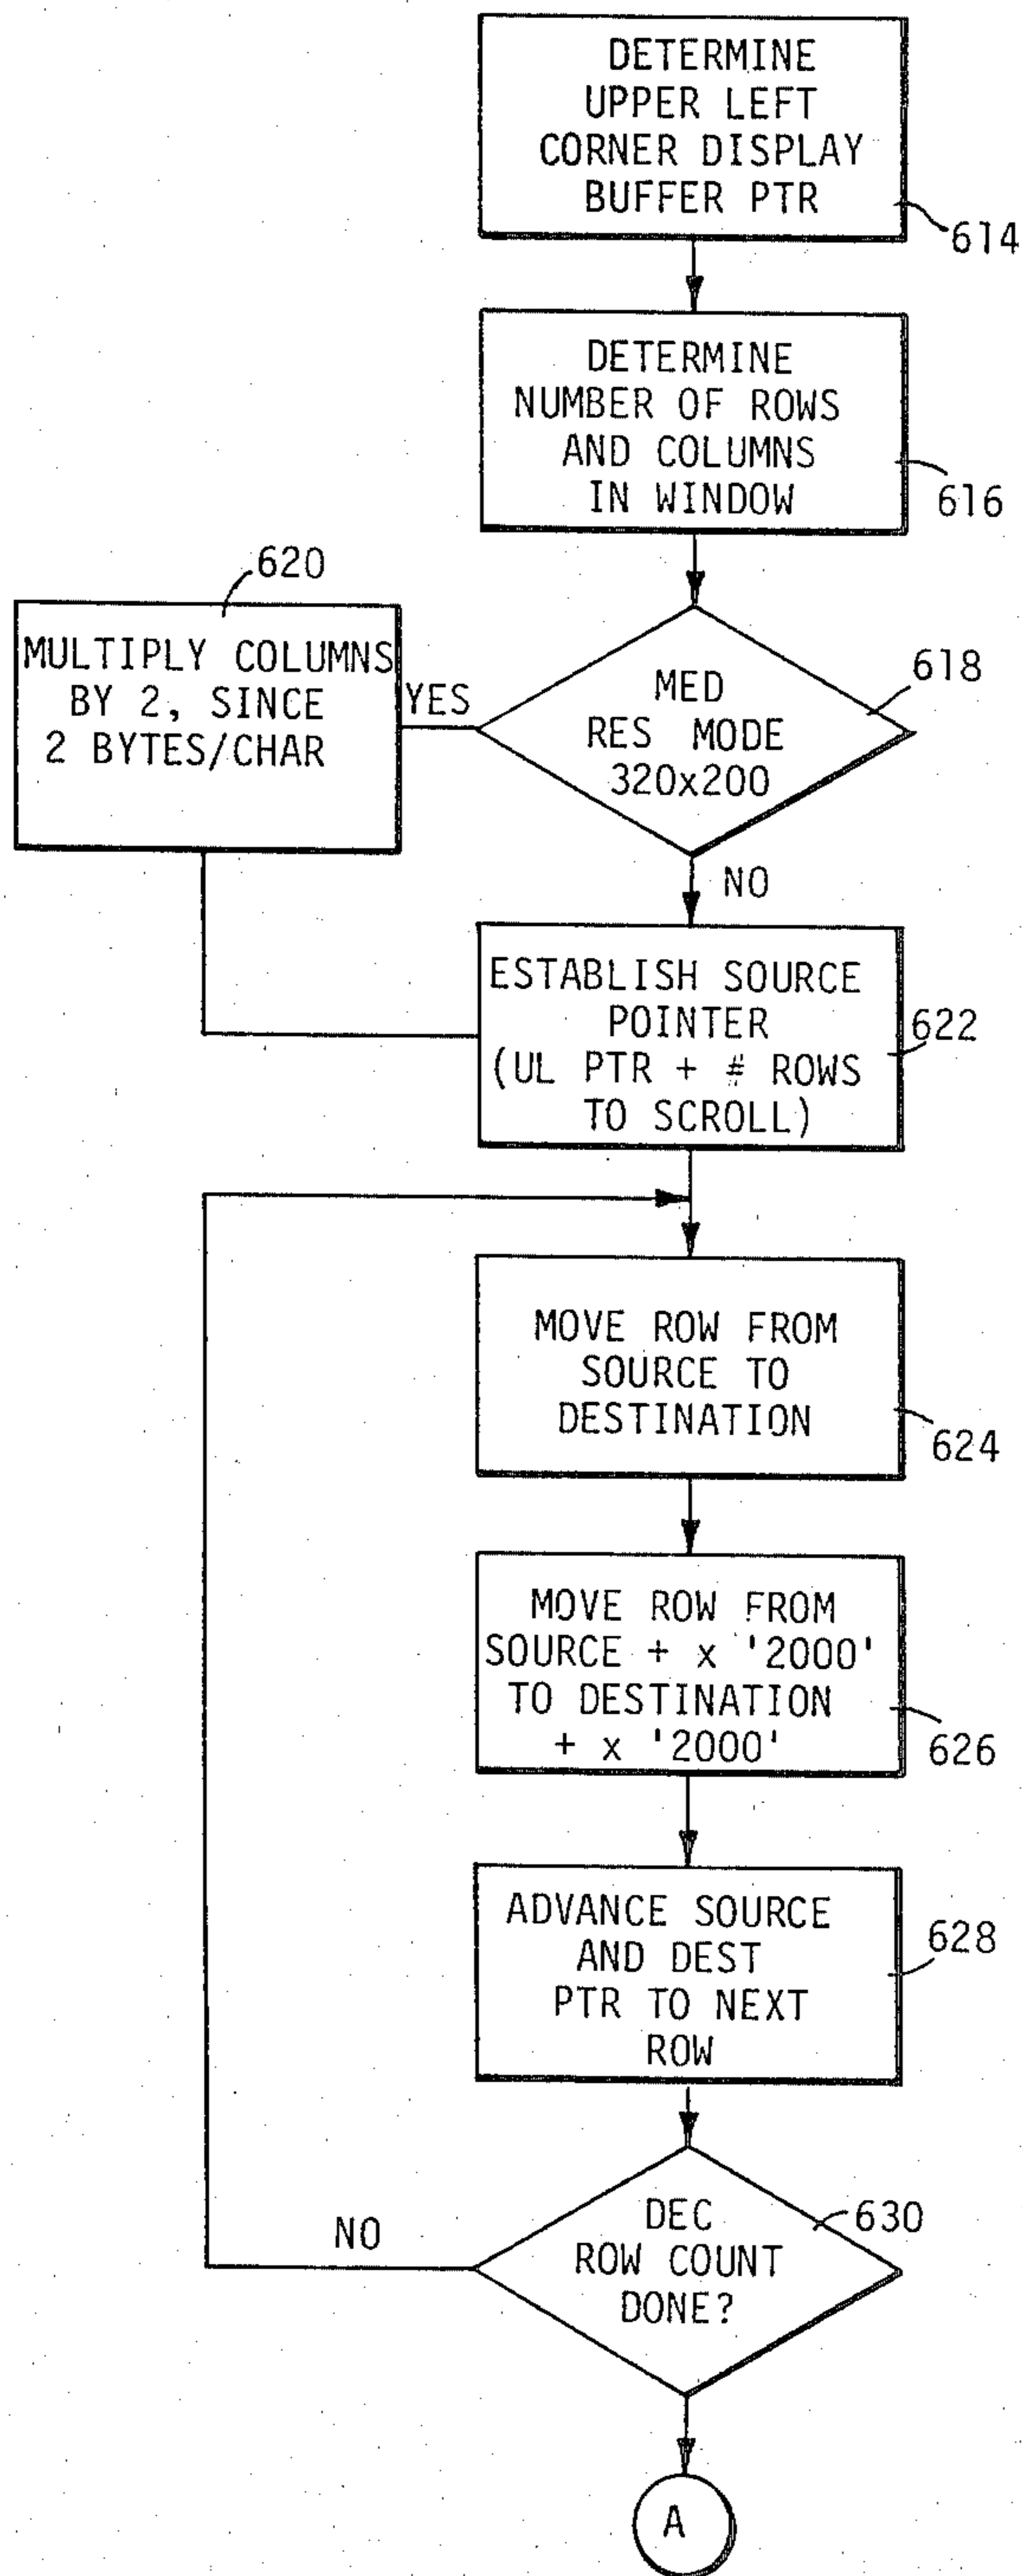 DETERMINE
UPPER LEFT
CORNER DISPLAY
BUFFER PTR
614
DETERMINE
NUMBER OF ROWS
AND COLUMNS
IN WINDOW
616
620
MULTIPLY COLUMNS
BY 2, SINCE
2 BYTES/CHAR
YES
MED
RES MODE
320x200
618
NO
ESTABLISH SOURCE
POINTER
(UL PTR + # ROWS
TO SCROLL)
622
MOVE ROW FROM
SOURCE TO
DESTINATION
624
MOVE ROW FROM
SOURCE + x '2000'
TO DESTINATION
+ x '2000'
626
ADVANCE SOURCE
AND DEST
PTR TO NEXT
ROW
628
NO
DEC
ROW COUNT
DONE?
630
A